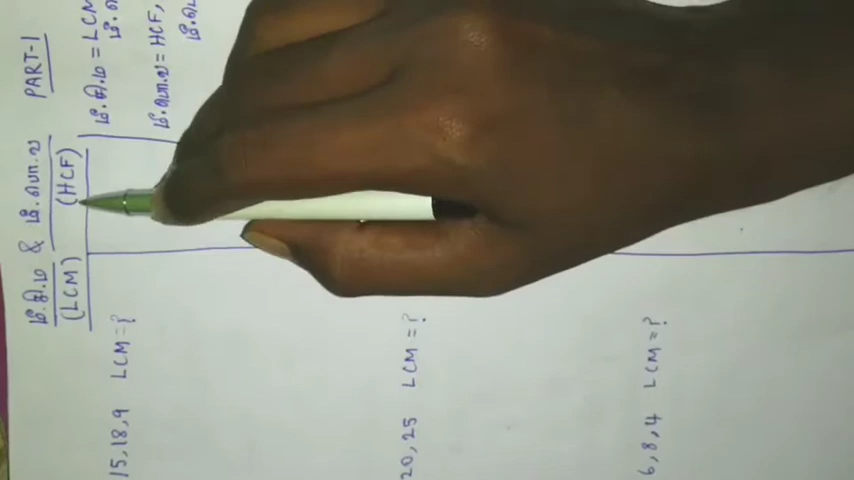 மீ.சி.ம & மீ.பொ.வ PART-1
(LCM) (HCF)
15,18,9 LCM=?
மீ.சி.ம = LCM
மீ.பொ.வ = HCF,
20,25 LCM=?
6,8,4 LCM=?